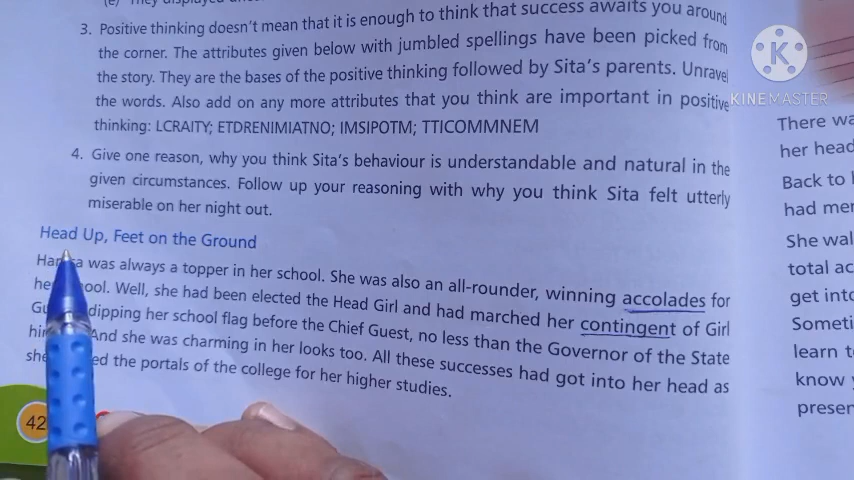 (e) They displayed
3. Positive thinking doesn't mean that it is enough to think that success awaits you around
the corner. The attributes given below with jumbled spellings have been picked from
the story. They are the bases of the positive thinking followed by Sita's parents. Unravel
the words. Also add on any more attributes that you think are important in positive
thinking: LCRAITY; ETDRENIMIATNO; IMSIPOTM; TTICOMMNEM
4. Give one reason, why you think Sita's behaviour is understandable and natural in the
given circumstances. Follow up your reasoning with why you think Sita felt utterly
miserable on her night out.
Head Up, Feet on the Ground
was always a topper in her school. She was also an all-rounder, winning accolades for
her school. Well, she had been elected the Head Girl and had marched her contingent of Girl
dipping her school flag before the Chief Guest, no less than the Governor of the State
And she was charming in her looks too. All these successes had got into her head as
she the portals of the college for her higher studies.
42
K
KINEMASTER
There wa
her head
Back to
had mer
She wal
total ac
get into
Someti
learn t
know
presen